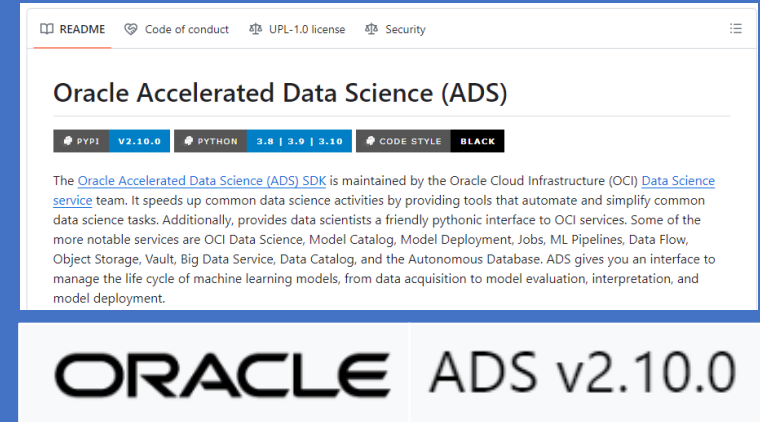 README Code of conduct UPL-1.0 license Security
Oracle Accelerated Data Science (ADS)
PYPI V2.10.0 PYTHON 3.8 | 3.9 | 3.10 CODE STYLE BLACK
The Oracle Accelerated Data Science (ADS) SDK is maintained by the Oracle Cloud Infrastructure (OCI) Data Science
service team. It speeds up common data science activities by providing tools that automate and simplify common
data science tasks. Additionally, provides data scientists a friendly pythonic interface to OCI services. Some of the
more notable services are OCI Data Science, Model Catalog, Model Deployment, Jobs, ML Pipelines, Data Flow,
Object Storage, Vault, Big Data Service, Data Catalog, and the Autonomous Database. ADS gives you an interface to
manage the life cycle of machine learning models, from data acquisition to model evaluation, interpretation, and
model deployment.
ORACLE ADS v2.10.0